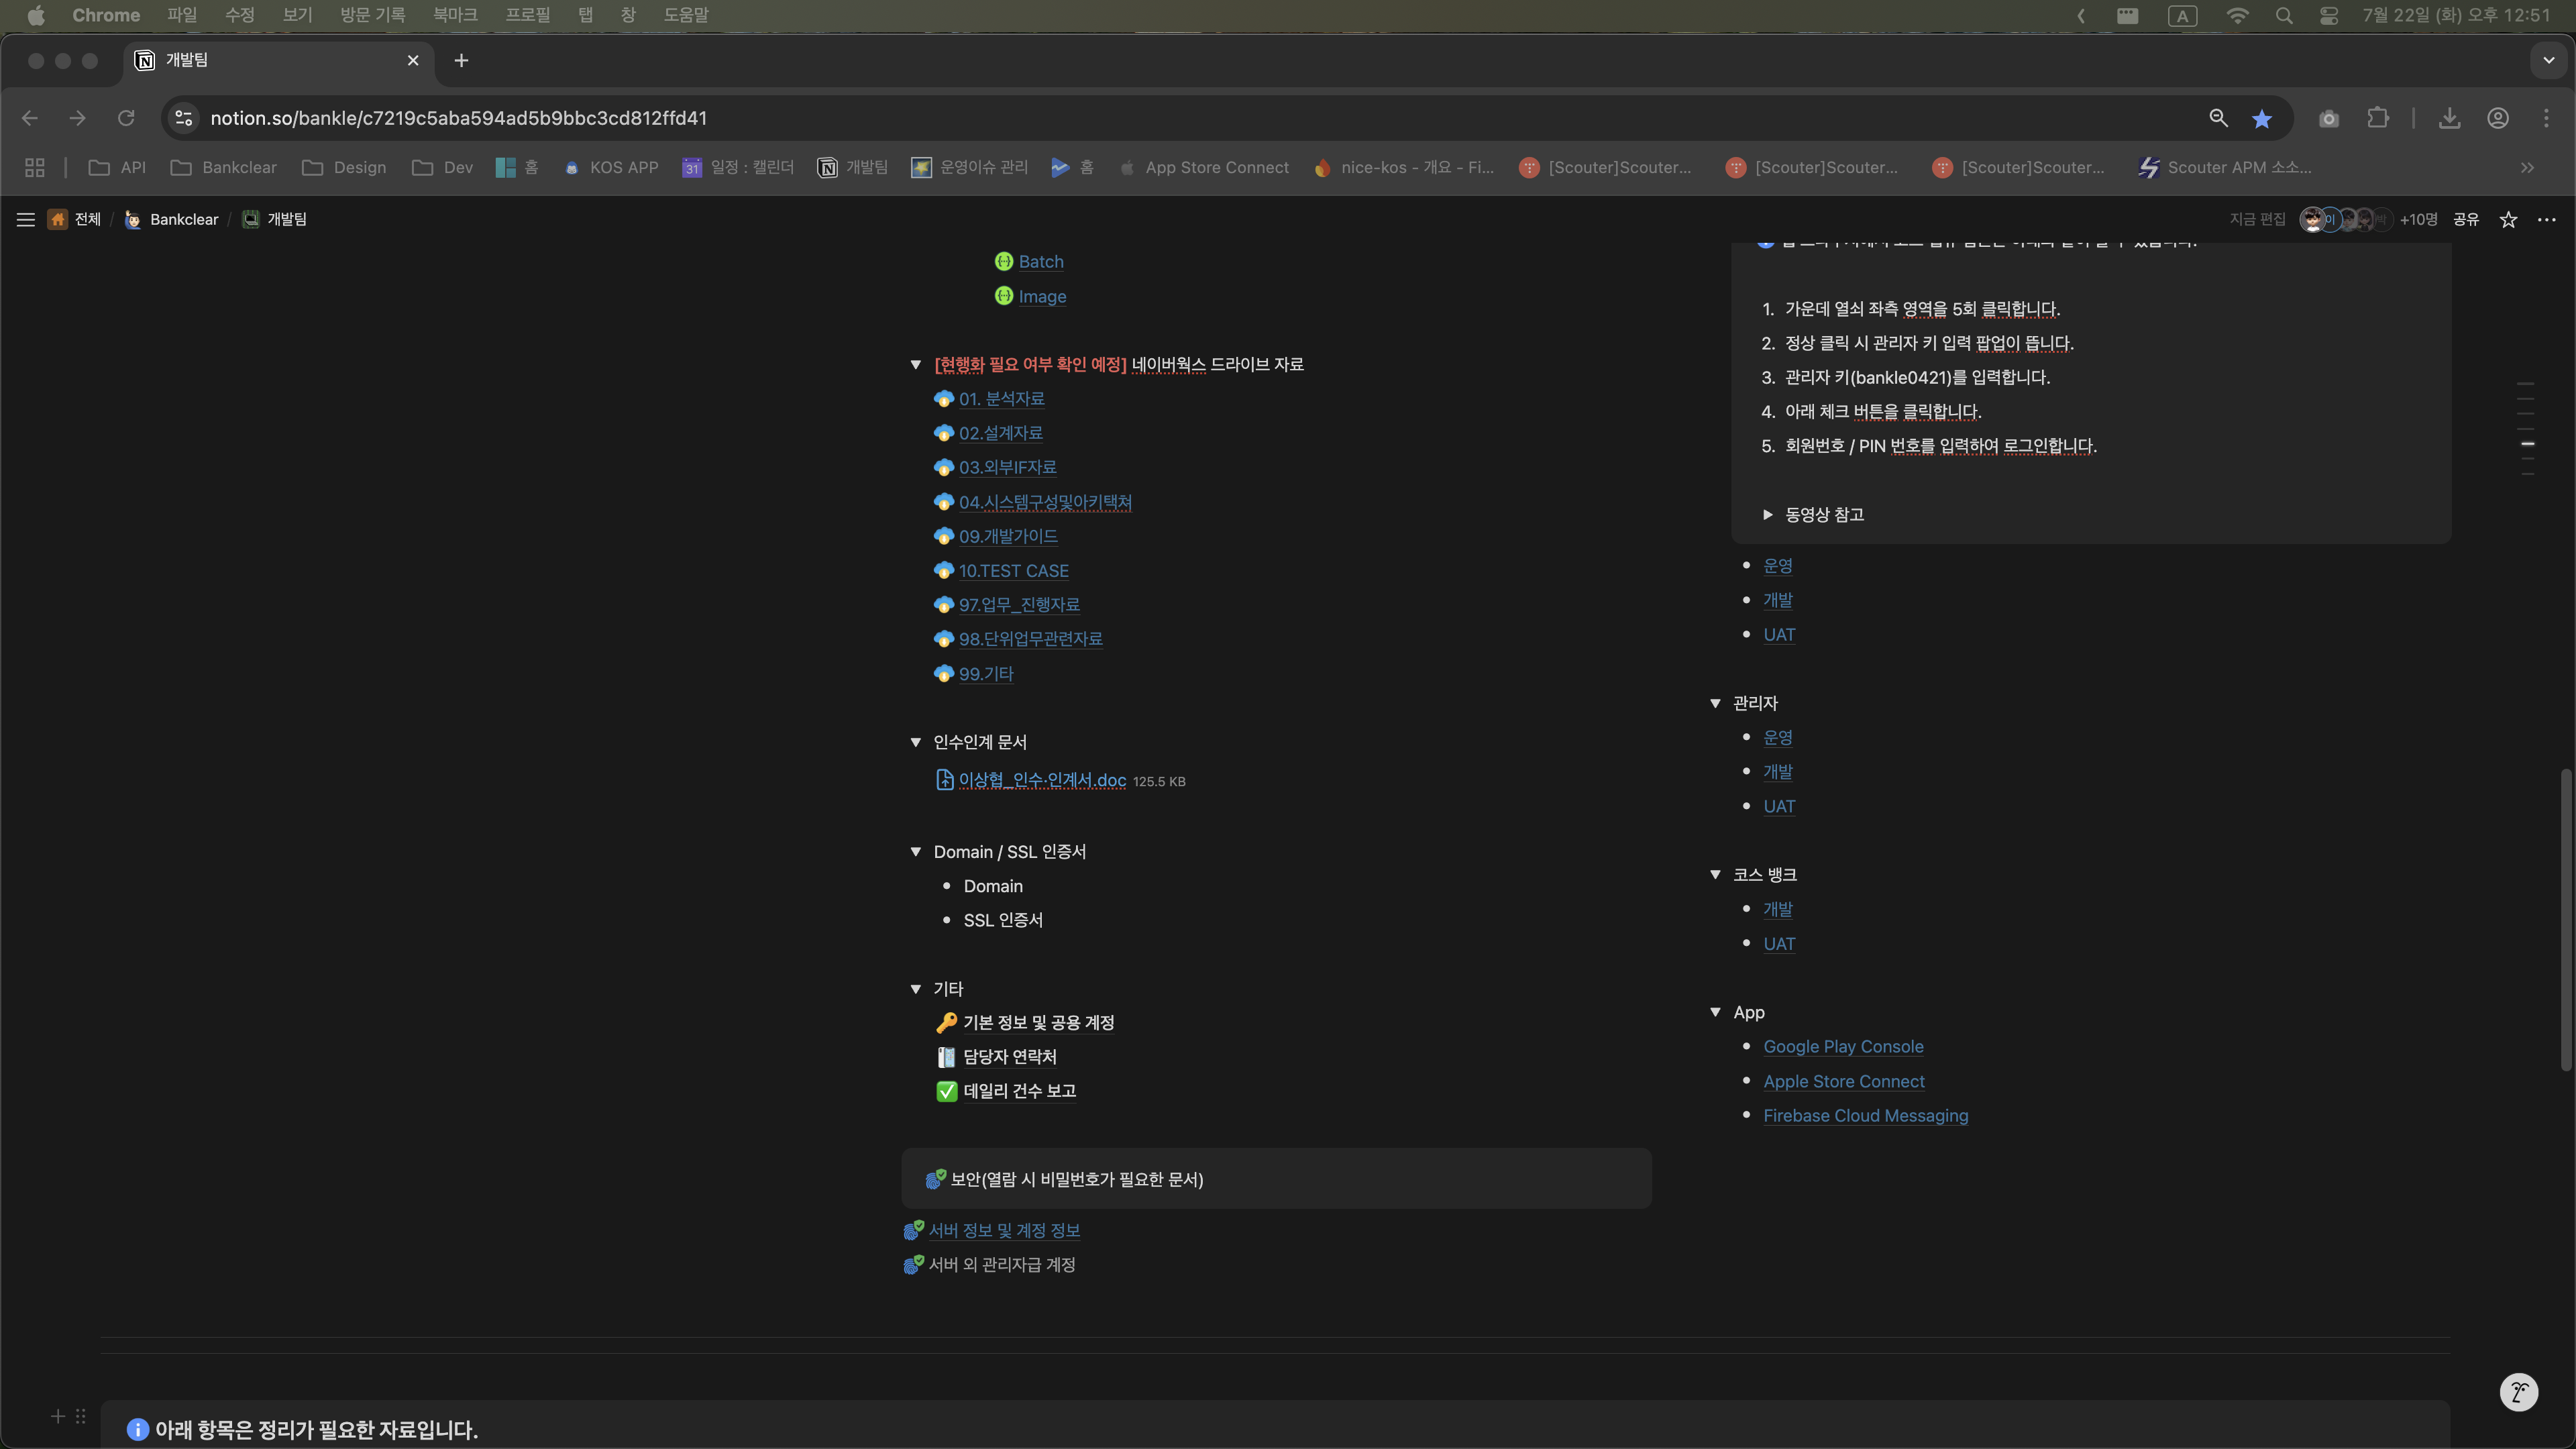 Chrome 파일 수정 보기 방문 기록 북마크 프로필 탭 창 도움말
A 7월 22일 (화) 오후 12:51
개발팀
notion.so/bankle/c7219c5aba594ad5b9bbc3cd812ffd41
API Bankclear Design Dev 홈 KOS APP 31 일정 : 캘린더 개발팀 운영이슈 관리 홈 App Store Connect nice-kos - 개요 - Fi... [Scouter]Scouter... [Scouter]Scouter... [Scouter]Scouter... Scouter APM 소소...
전체 / Bankclear / 개발팀
지금 편집 이 박 +10명 공유
Batch
Image
[현행화 필요 여부 확인 예정] 네이버웍스 드라이브 자료
01. 분석자료
02.설계자료
03.외부IF자료
04.시스템구성및아키택쳐
09.개발가이드
10.TEST CASE
97.업무_진행자료
98.단위업무관련자료
99.기타
인수인계 문서
이상협_인수·인계서.doc 125.5 KB
Domain / SSL 인증서
Domain
SSL 인증서
기타
기본 정보 및 공용 계정
담당자 연락처
데일리 건수 보고
보안(열람 시 비밀번호가 필요한 문서)
서버 정보 및 계정 정보
서버 외 관리자급 계정
1. 가운데 열쇠 좌측 영역을 5회 클릭합니다.
2. 정상 클릭 시 관리자 키 입력 팝업이 뜹니다.
3. 관리자 키(bankle0421)를 입력합니다.
4. 아래 체크 버튼을 클릭합니다.
5. 회원번호 / PIN 번호를 입력하여 로그인합니다.
동영상 참고
운영
개발
UAT
관리자
운영
개발
UAT
코스 뱅크
개발
UAT
App
Google Play Console
Apple Store Connect
Firebase Cloud Messaging
아래 항목은 정리가 필요한 자료입니다.